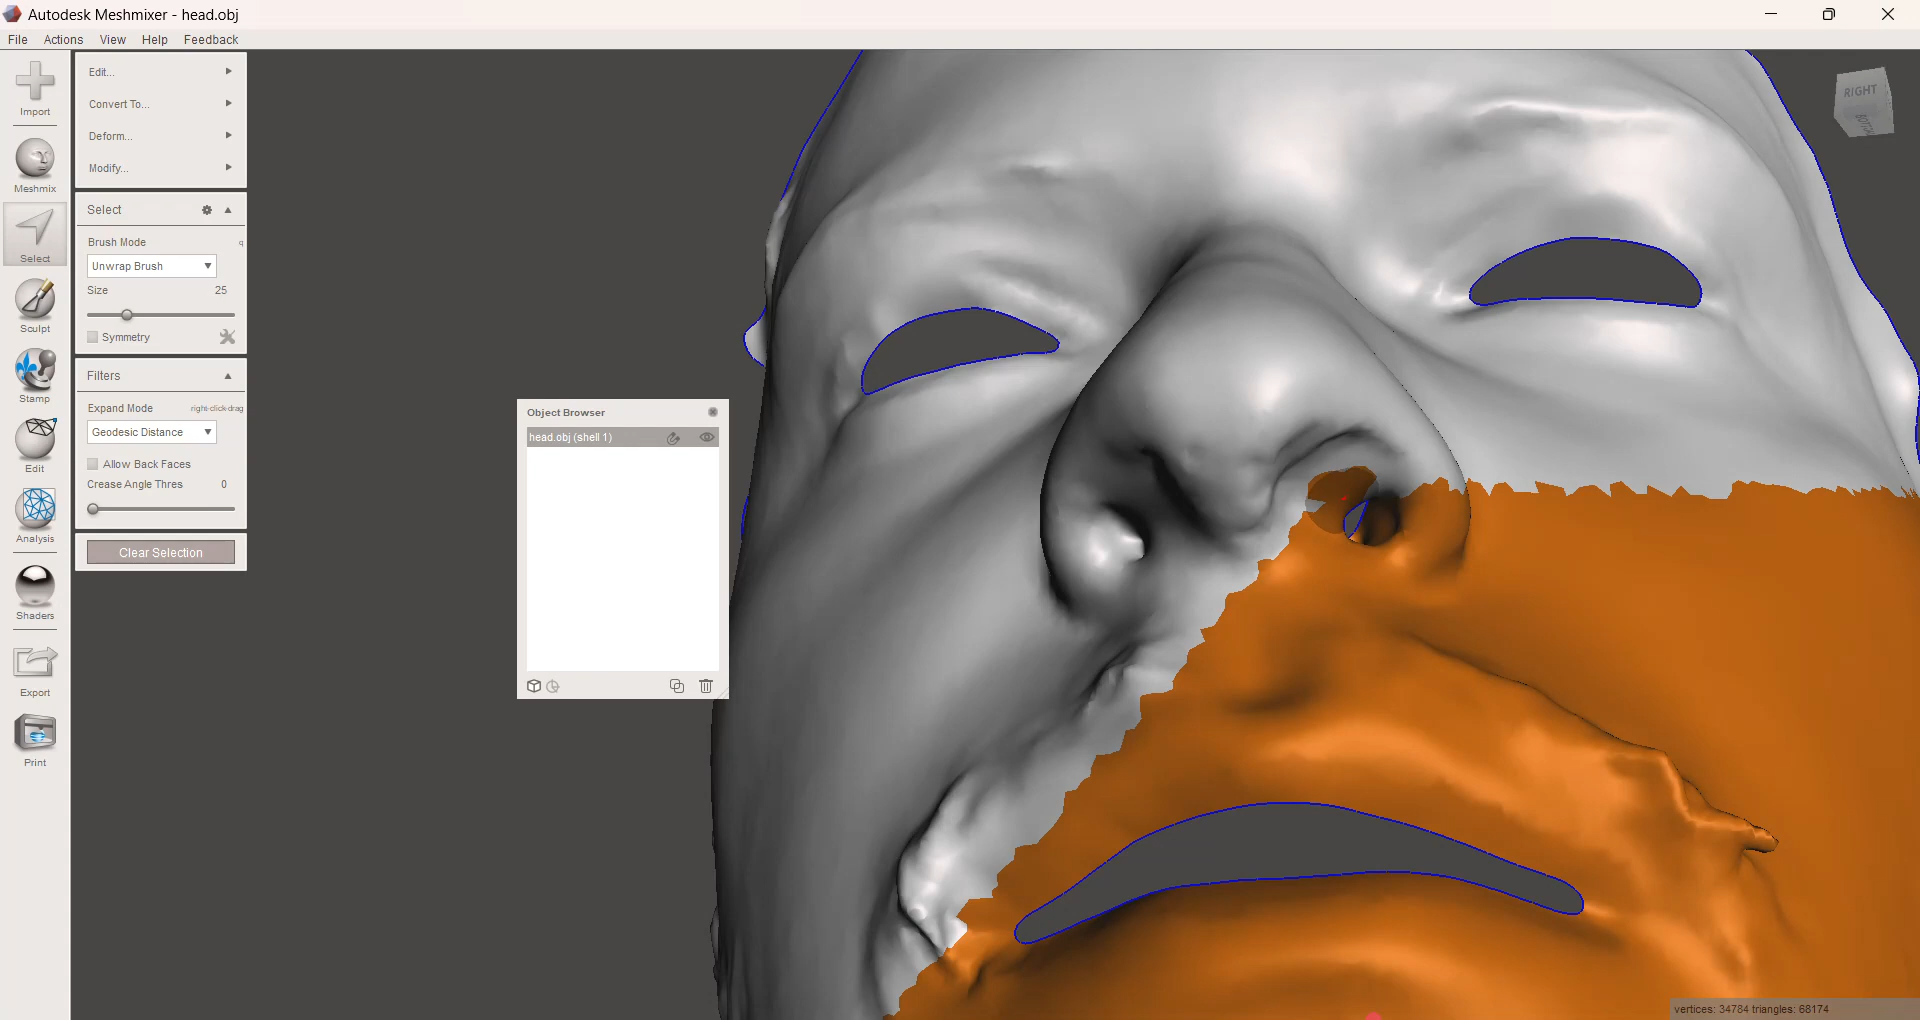 Autodesk Meshmixer - head.obj
File Actions View Help Feedback
Import
Meshmix
Select
Sculpt
Stamp
Edit
Analysis
Shaders
Export
Print
Edit...
Convert To...
Deform...
Modify...
Select
Brush Mode q
Unwrap Brush
Size 25
Symmetry
Filters
Expand Mode right-click-drag
Geodesic Distance
Allow Back Faces
Crease Angle Thres 0
Clear Selection
Object Browser
head.obj (shell 1)
RIGHT
BOTTOM
vertices: 34784 triangles: 68174